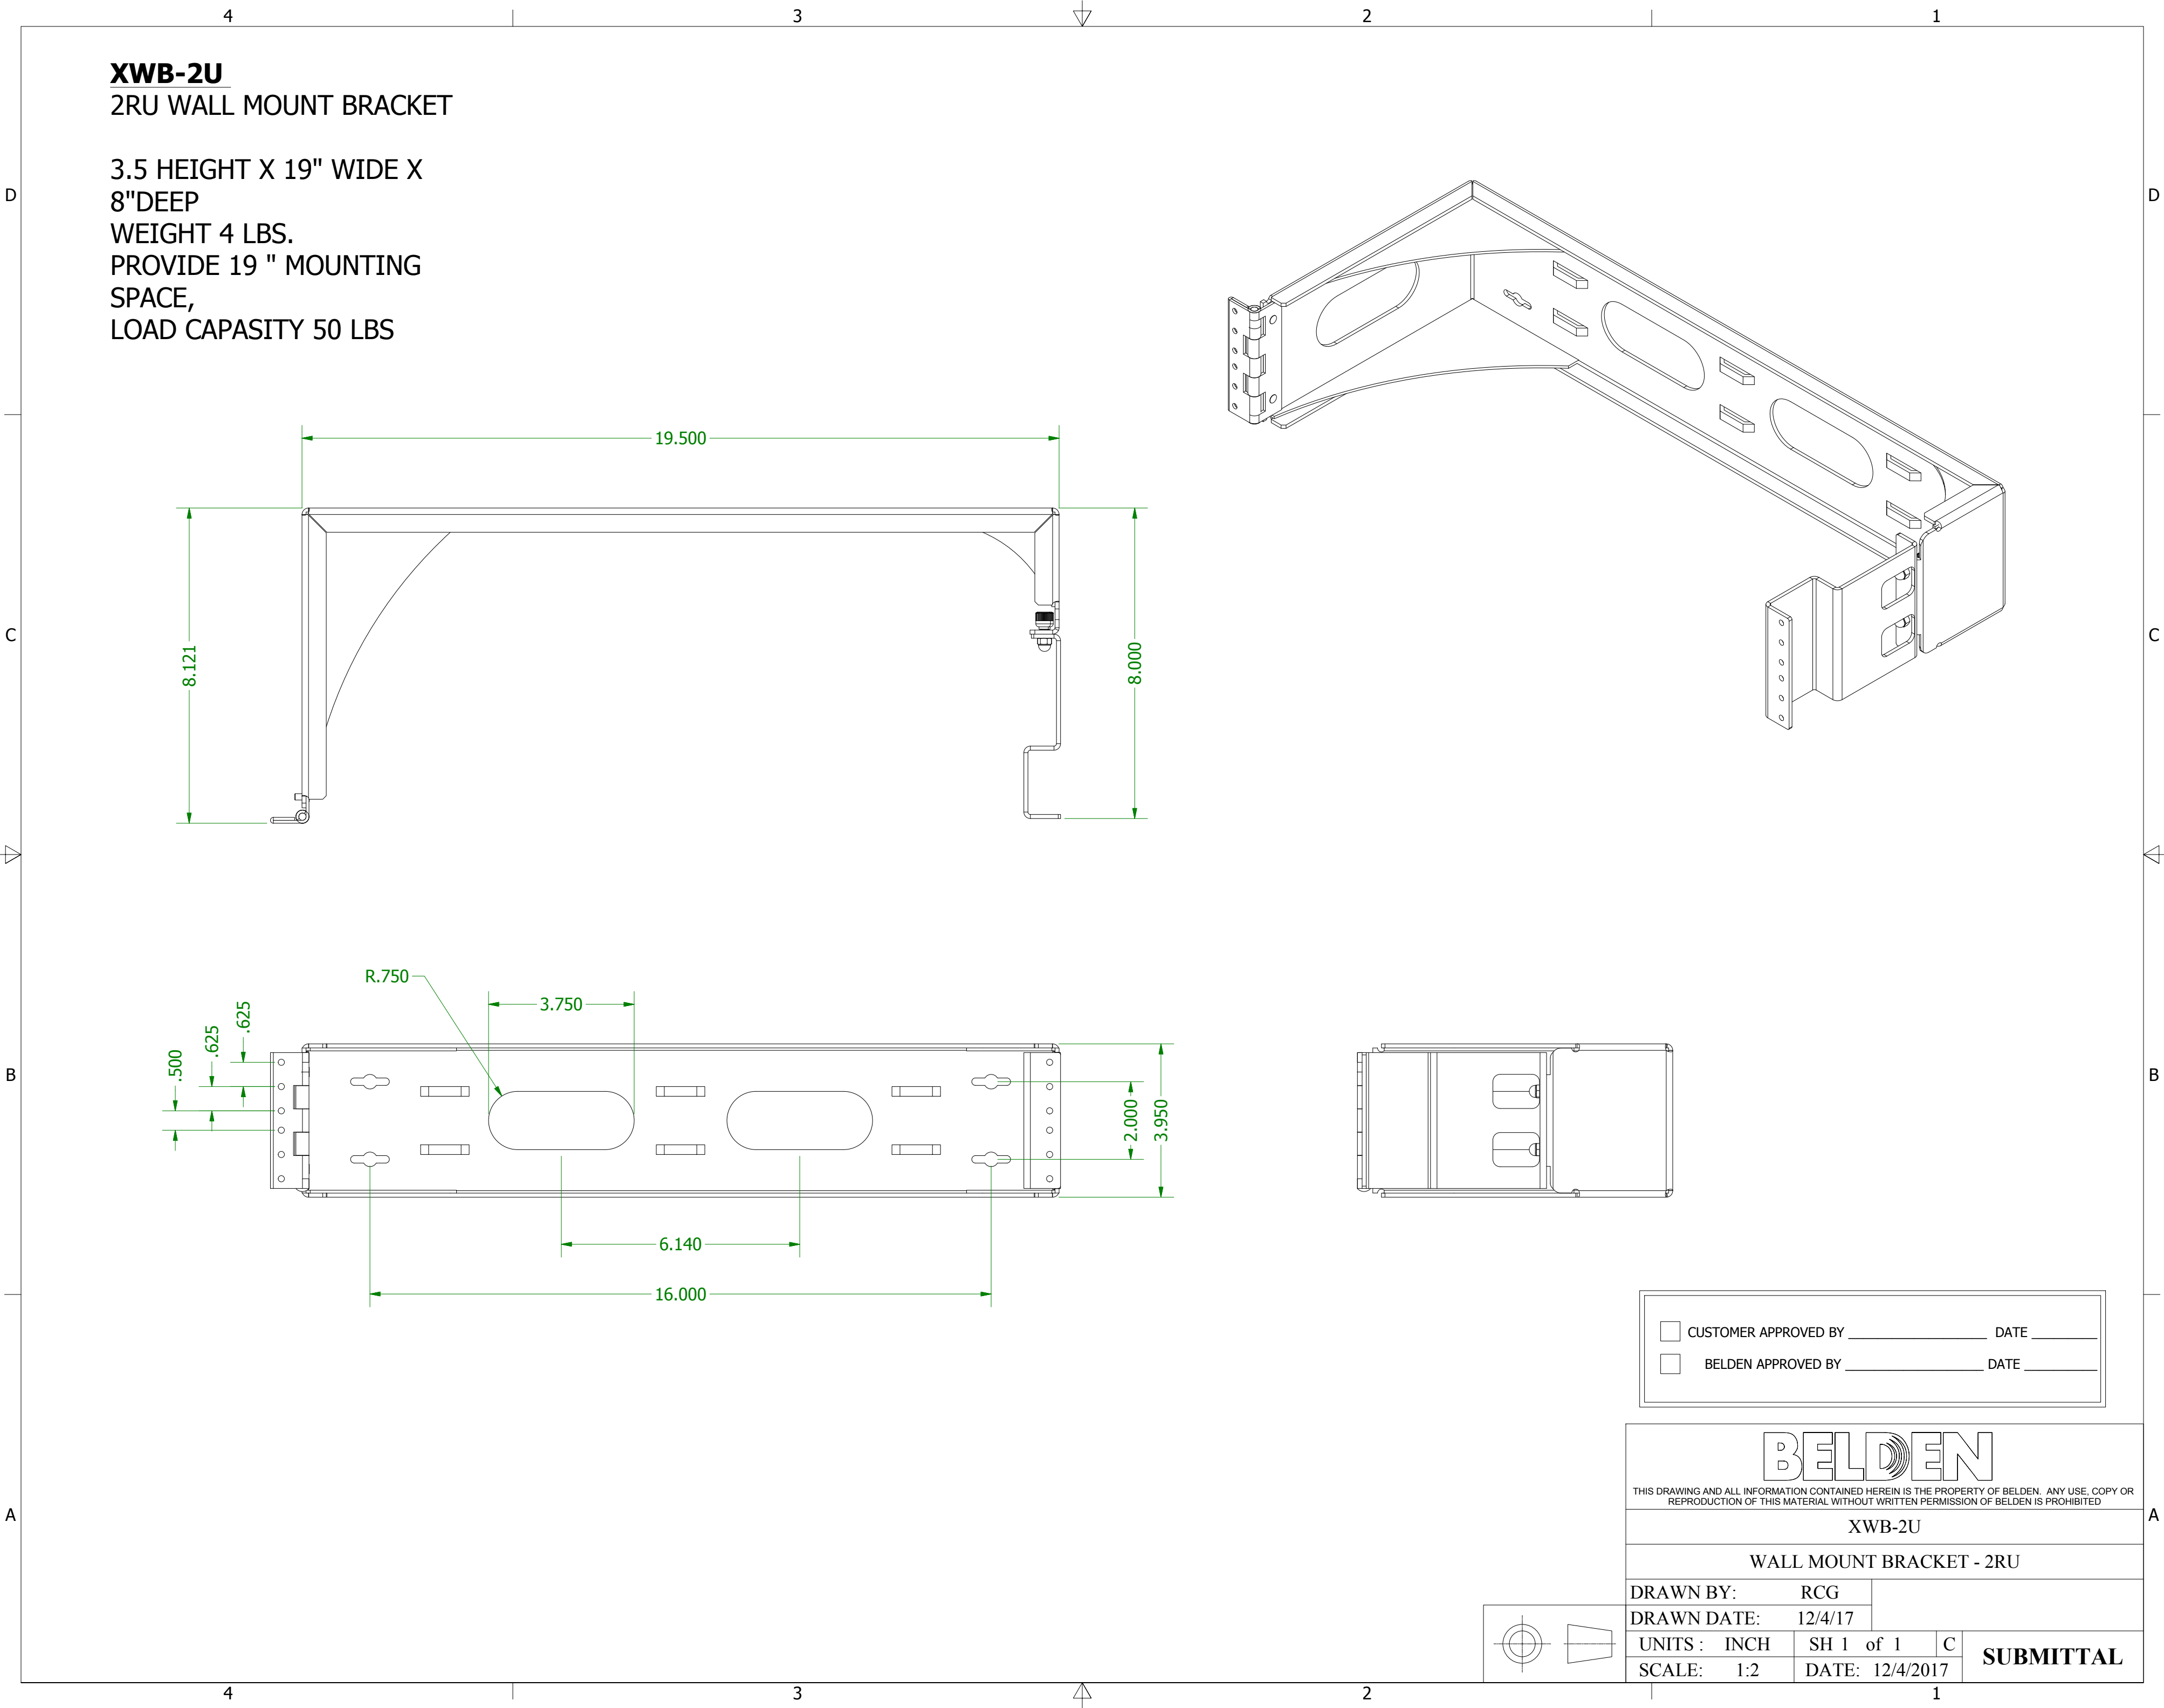 4 3 2 1
XWB-2U
2RU WALL MOUNT BRACKET
3.5 HEIGHT X 19" WIDE X
8"DEEP
WEIGHT 4 LBS.
PROVIDE 19 " MOUNTING
SPACE,
LOAD CAPASITY 50 LBS
D D
19.500
8.121
8.000
C C
R.750
3.750
.625
.625
.500
2.000
3.950
B B
6.140
16.000
CUSTOMER APPROVED BY ____________________ DATE __________
BELDEN APPROVED BY ____________________ DATE __________
BELDEN
THIS DRAWING AND ALL INFORMATION CONTAINED HEREIN IS THE PROPERTY OF BELDEN. ANY USE, COPY OR
REPRODUCTION OF THIS MATERIAL WITHOUT WRITTEN PERMISSION OF BELDEN IS PROHIBITED
A A
XWB-2U
WALL MOUNT BRACKET - 2RU
DRAWN BY: RCG
DRAWN DATE: 12/4/17
UNITS : INCH SH 1 of 1 C
SUBMITTAL
SCALE: 1:2 DATE: 12/4/2017
4 3 2 1